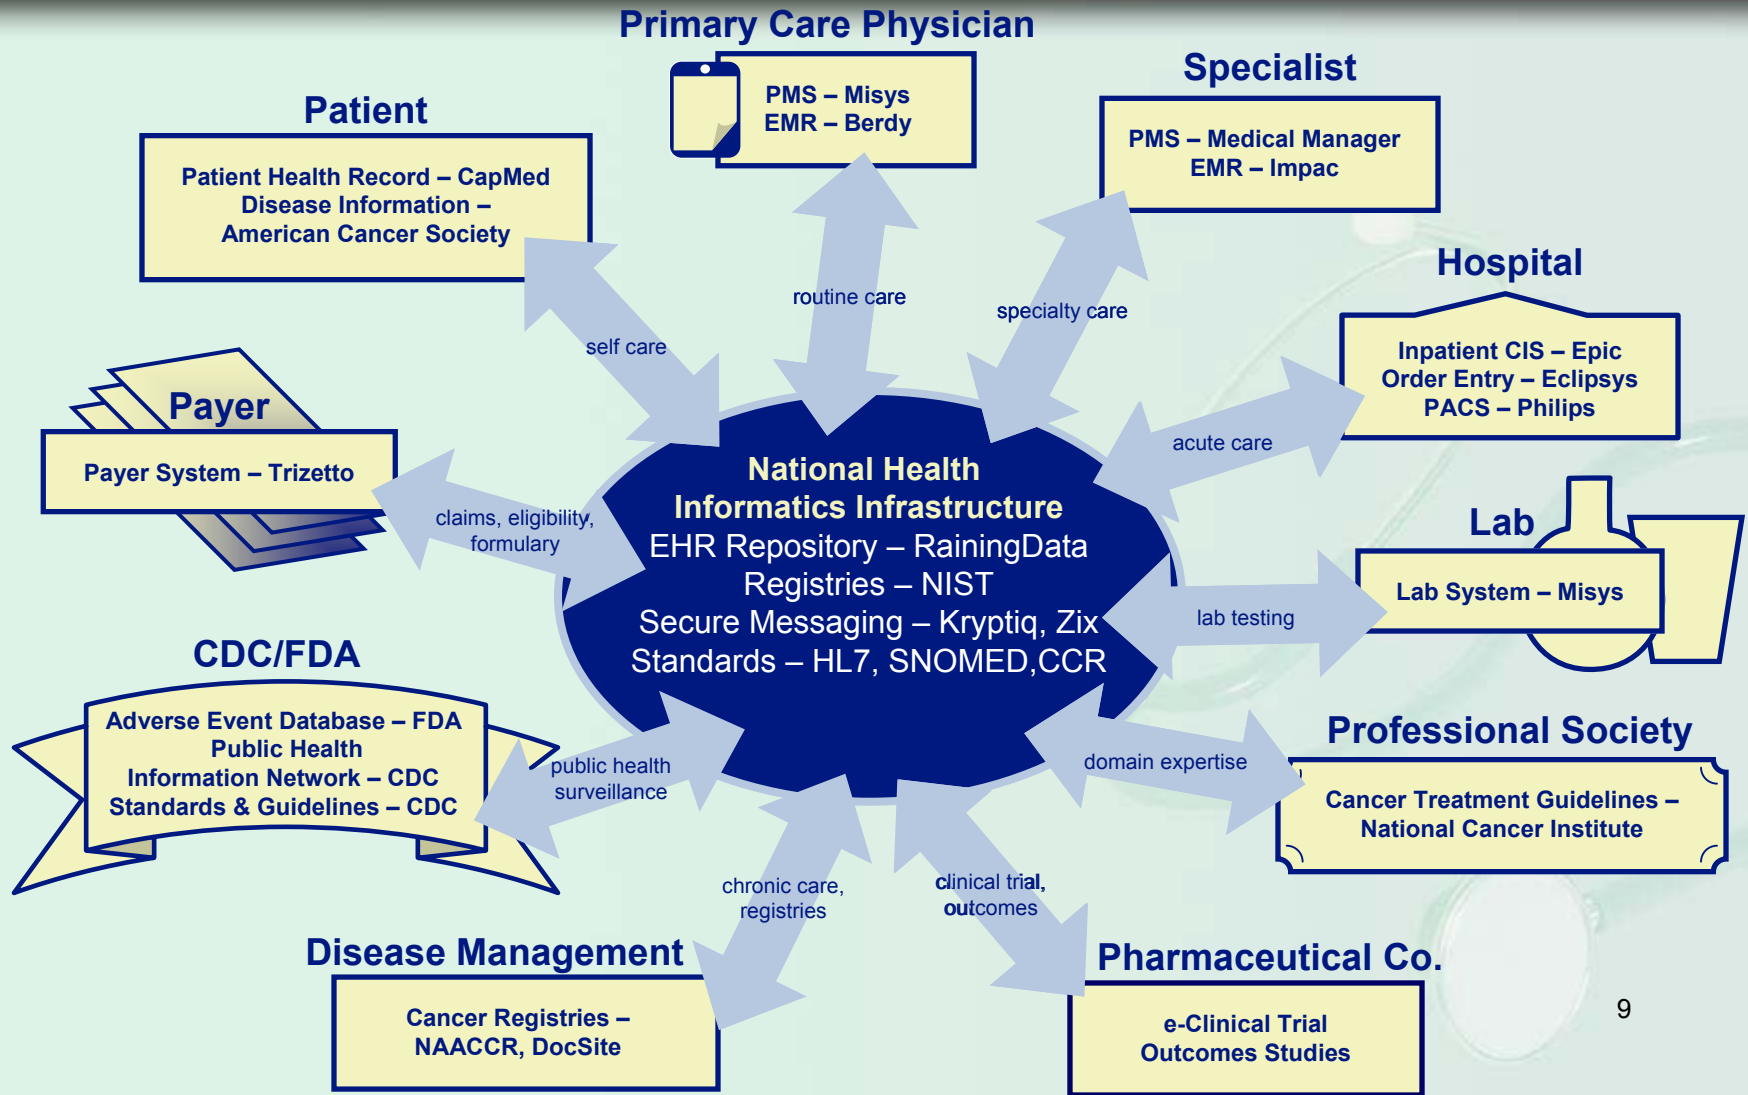 Primary Care Physician
PMS – Misys
EMR – Berdy
Specialist
PMS – Medical Manager
EMR – Impac
Patient
Patient Health Record – CapMed
Disease Information –
American Cancer Society
Hospital
Inpatient CIS – Epic
Order Entry – Eclipsys
PACS – Philips
routine care
specialty care
self care
acute care
Payer
Payer System – Trizetto
claims, eligibility,
formulary
National Health
Informatics Infrastructure
EHR Repository – RainingData
Registries – NIST
Secure Messaging – Kryptiq, Zix
Standards – HL7, SNOMED,CCR
Lab
Lab System – Misys
lab testing
CDC/FDA
Adverse Event Database – FDA
Public Health
Information Network – CDC
Standards & Guidelines – CDC
public health
surveillance
domain expertise
Professional Society
Cancer Treatment Guidelines –
National Cancer Institute
chronic care,
registries
clinical trial,
outcomes
Disease Management
Cancer Registries –
NAACCR, DocSite
Pharmaceutical Co.
e-Clinical Trial
Outcomes Studies
9